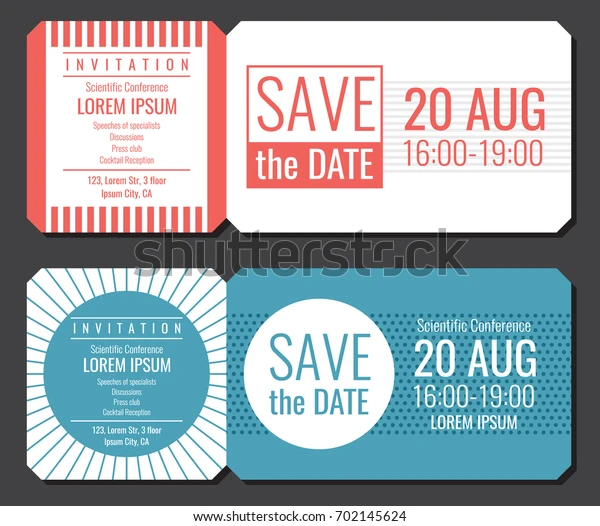 INVITATION
Scientific Conference
LOREM IPSUM
Speeches of specialists
Discussions
Press club
Cocktail Reception
123, Lorem Str, 3 floor
Ipsum City, CA
SAVE
the DATE
20 AUG
16:00-19:00
INVITATION
Scientific Conference
LOREM IPSUM
Speeches of specialists
Discussions
Press club
Cocktail Reception
123, Lorem Str, 3 floor
Ipsum City, CA
SAVE
the DATE
Scientific Conference
20 AUG
16:00-19:00
LOREM IPSUM
shutterstock
IMAGE ID: 702145624
www.shutterstock.com